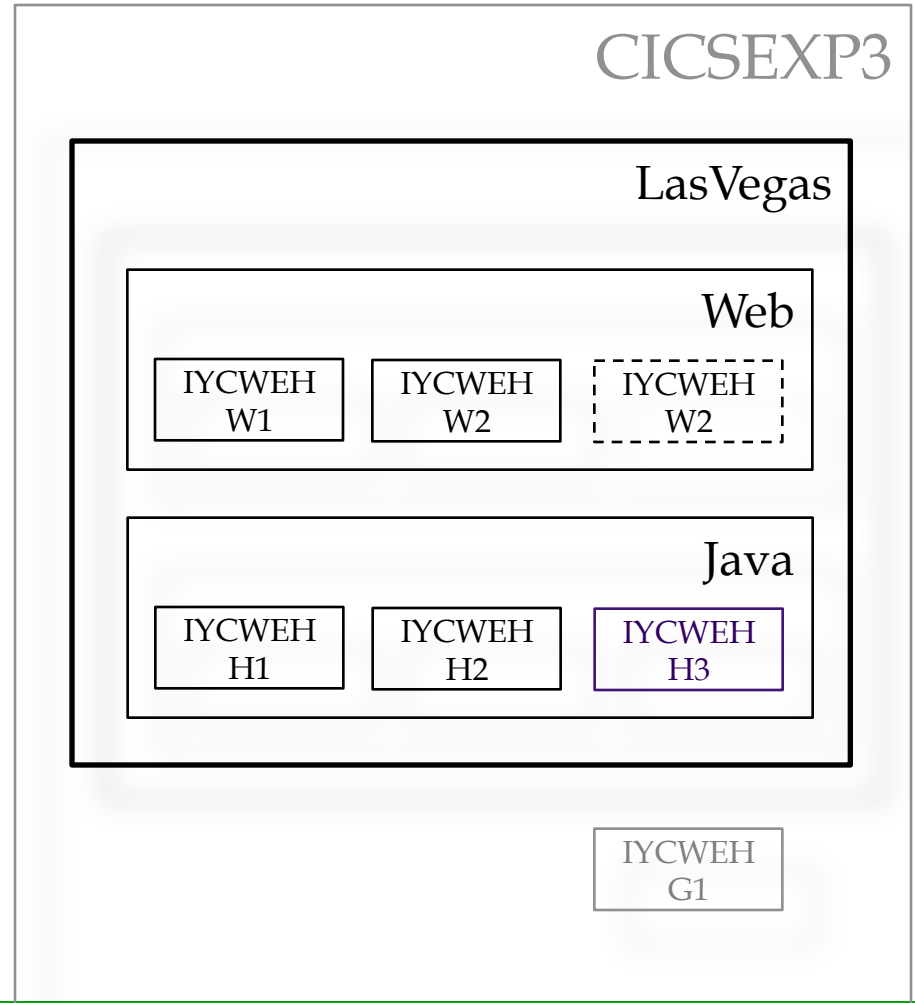 CICSEXP3
LasVegas
Web
IYCWEH
W1
IYCWEH
W2
IYCWEH
W2
Java
IYCWEH
H1
IYCWEH
H2
IYCWEH
H3
IYCWEH
G1